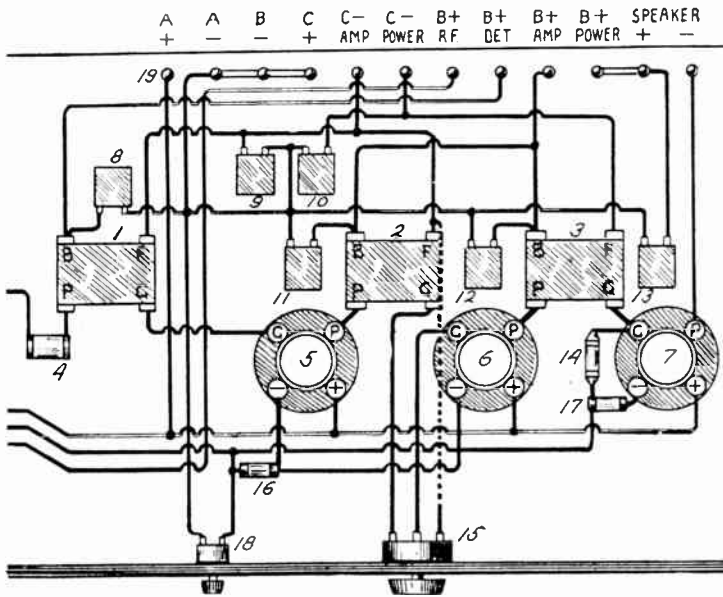 A A B C C- C- B+ B+ B+ B+ SPEAKER
+ - - + AMP POWER R.F. DET AMP POWER + -
19
8
9 10
1 2 3
B F B F B F
11 12 13
P G P G P G
G P G P G
4 5 6 14 7
- + - + - +
17
16
18 15